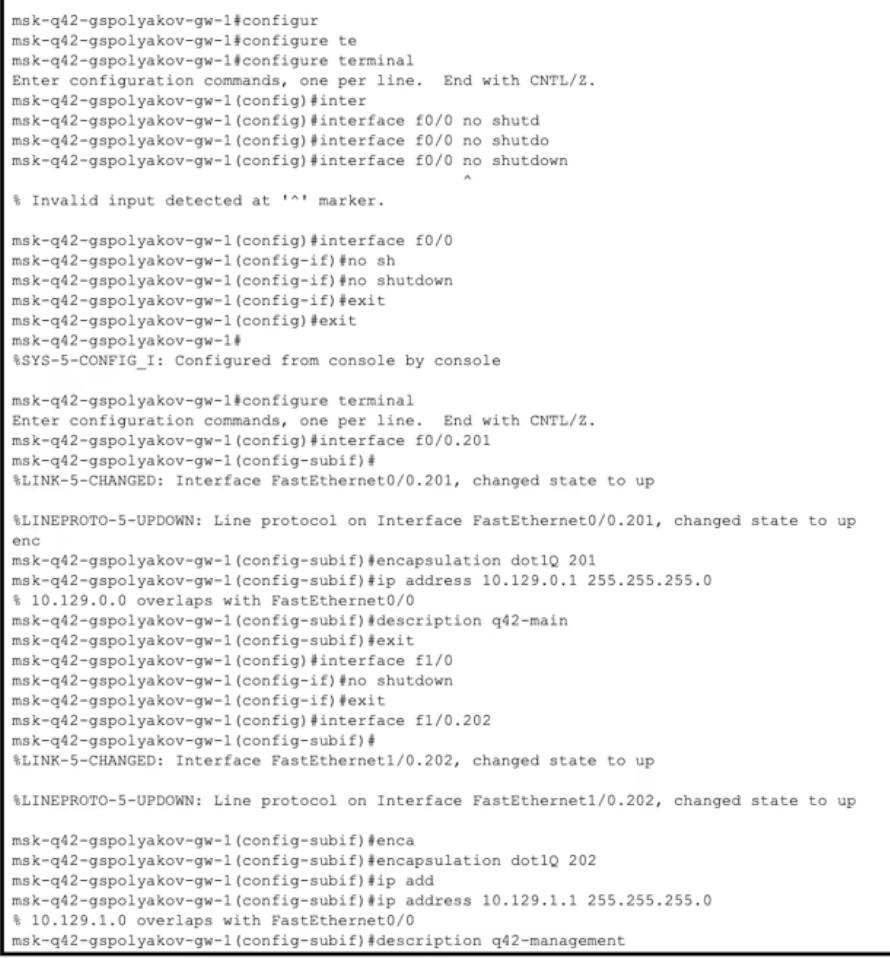 msk-q42-gspolyakov-gw-1#configur
msk-q42-gspolyakov-gw-1#configure te
msk-q42-gspolyakov-gw-1#configure terminal
Enter configuration commands, one per line.  End with CNTL/Z.
msk-q42-gspolyakov-gw-1(config)#inter
msk-q42-gspolyakov-gw-1(config)#interface f0/0 no shutd
msk-q42-gspolyakov-gw-1(config)#interface f0/0 no shutdo
msk-q42-gspolyakov-gw-1(config)#interface f0/0 no shutdown
^
% Invalid input detected at '^' marker.
msk-q42-gspolyakov-gw-1(config)#interface f0/0
msk-q42-gspolyakov-gw-1(config-if)#no sh
msk-q42-gspolyakov-gw-1(config-if)#no shutdown
msk-q42-gspolyakov-gw-1(config-if)#exit
msk-q42-gspolyakov-gw-1(config)#exit
msk-q42-gspolyakov-gw-1#
%SYS-5-CONFIG_I: Configured from console by console
msk-q42-gspolyakov-gw-1#configure terminal
Enter configuration commands, one per line.  End with CNTL/Z.
msk-q42-gspolyakov-gw-1(config)#interface f0/0.201
msk-q42-gspolyakov-gw-1(config-subif)#
%LINK-5-CHANGED: Interface FastEthernet0/0.201, changed state to up
%LINEPROTO-5-UPDOWN: Line protocol on Interface FastEthernet0/0.201, changed state to up
enc
msk-q42-gspolyakov-gw-1(config-subif)#encapsulation dot1Q 201
msk-q42-gspolyakov-gw-1(config-subif)#ip address 10.129.0.1 255.255.255.0
% 10.129.0.0 overlaps with FastEthernet0/0
msk-q42-gspolyakov-gw-1(config-subif)#description q42-main
msk-q42-gspolyakov-gw-1(config-subif)#exit
msk-q42-gspolyakov-gw-1(config)#interface f1/0
msk-q42-gspolyakov-gw-1(config-if)#no shutdown
msk-q42-gspolyakov-gw-1(config-if)#exit
msk-q42-gspolyakov-gw-1(config)#interface f1/0.202
msk-q42-gspolyakov-gw-1(config-subif)#
%LINK-5-CHANGED: Interface FastEthernet1/0.202, changed state to up
%LINEPROTO-5-UPDOWN: Line protocol on Interface FastEthernet1/0.202, changed state to up
msk-q42-gspolyakov-gw-1(config-subif)#enca
msk-q42-gspolyakov-gw-1(config-subif)#encapsulation dot1Q 202
msk-q42-gspolyakov-gw-1(config-subif)#ip add
msk-q42-gspolyakov-gw-1(config-subif)#ip address 10.129.1.1 255.255.255.0
% 10.129.1.0 overlaps with FastEthernet0/0
msk-q42-gspolyakov-gw-1(config-subif)#description q42-management